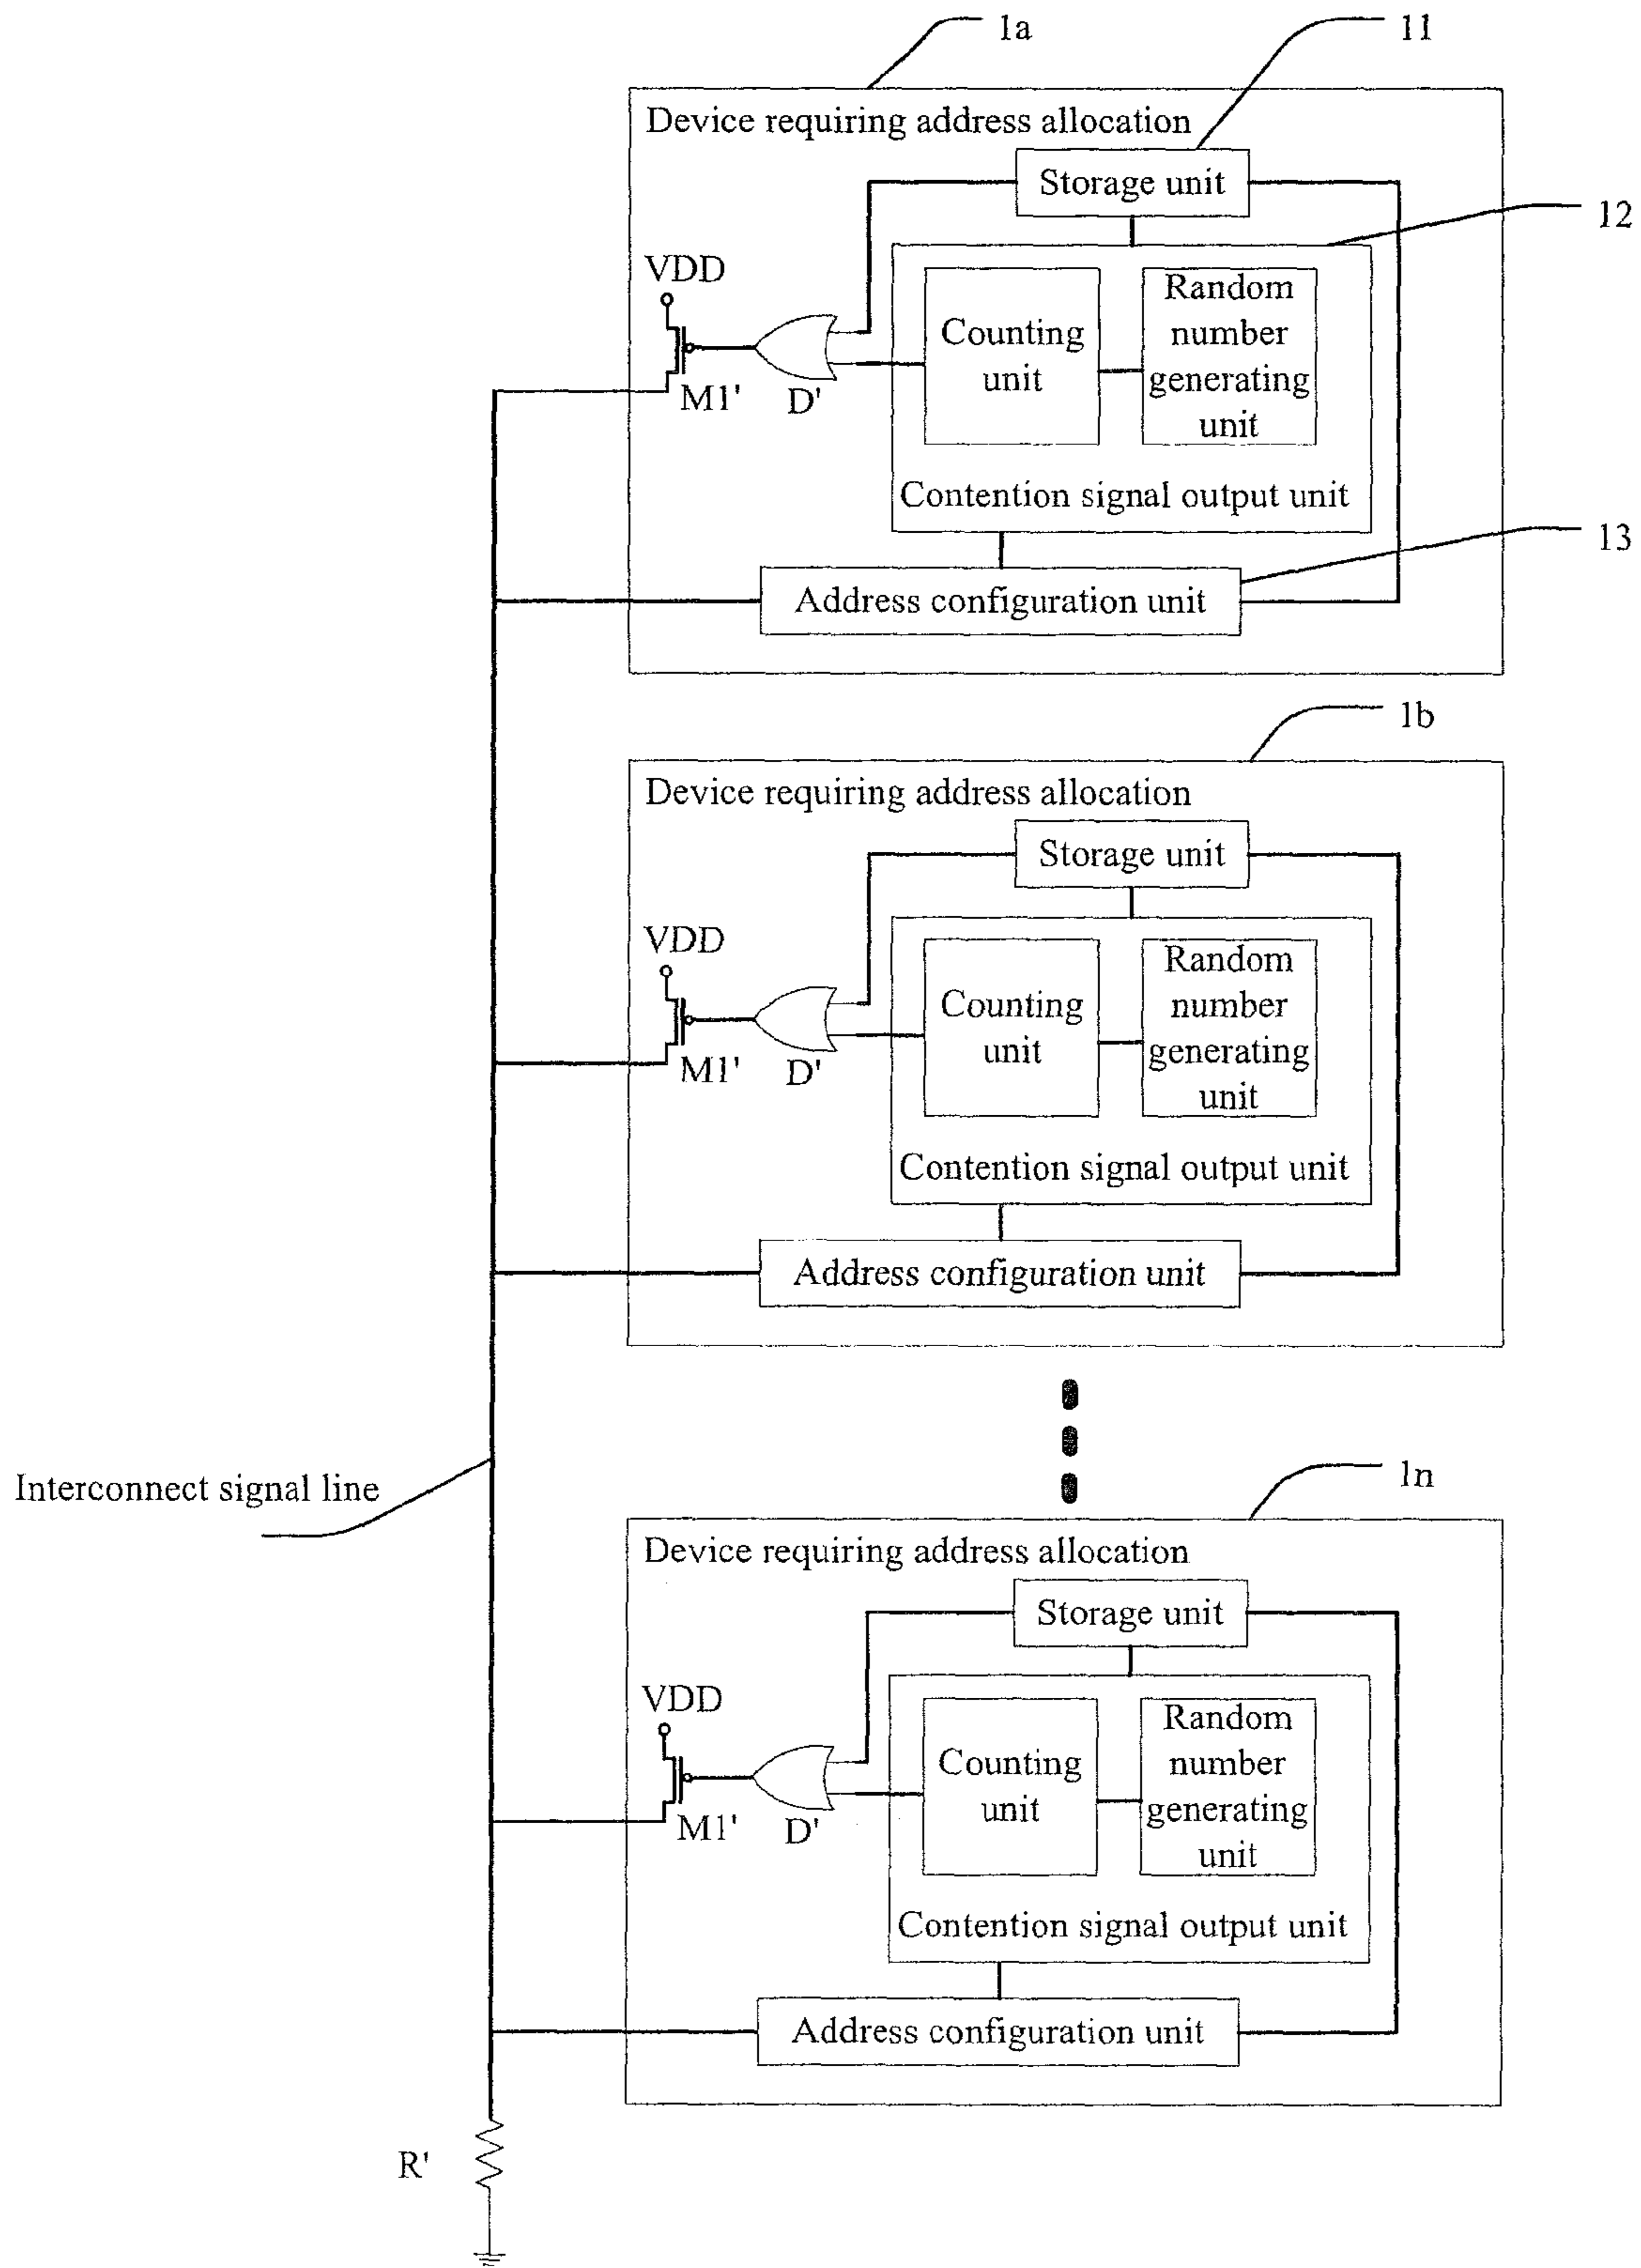 1a
11
Device requiring address allocation
Storage unit
12
VDD
Random
number
generating
unit
Counting
unit
M1'
D'
Contention signal output unit
13
Address configuration unit
1b
Device requiring address allocation
Storage unit
VDD
Random
number
generating
unit
Counting
unit
M1'
D'
Contention signal output unit
Address configuration unit
Interconnect signal line
1n
Device requiring address allocation
Storage unit
VDD
Random
number
generating
unit
Counting
unit
M1'
D'
Contention signal output unit
Address configuration unit
R'